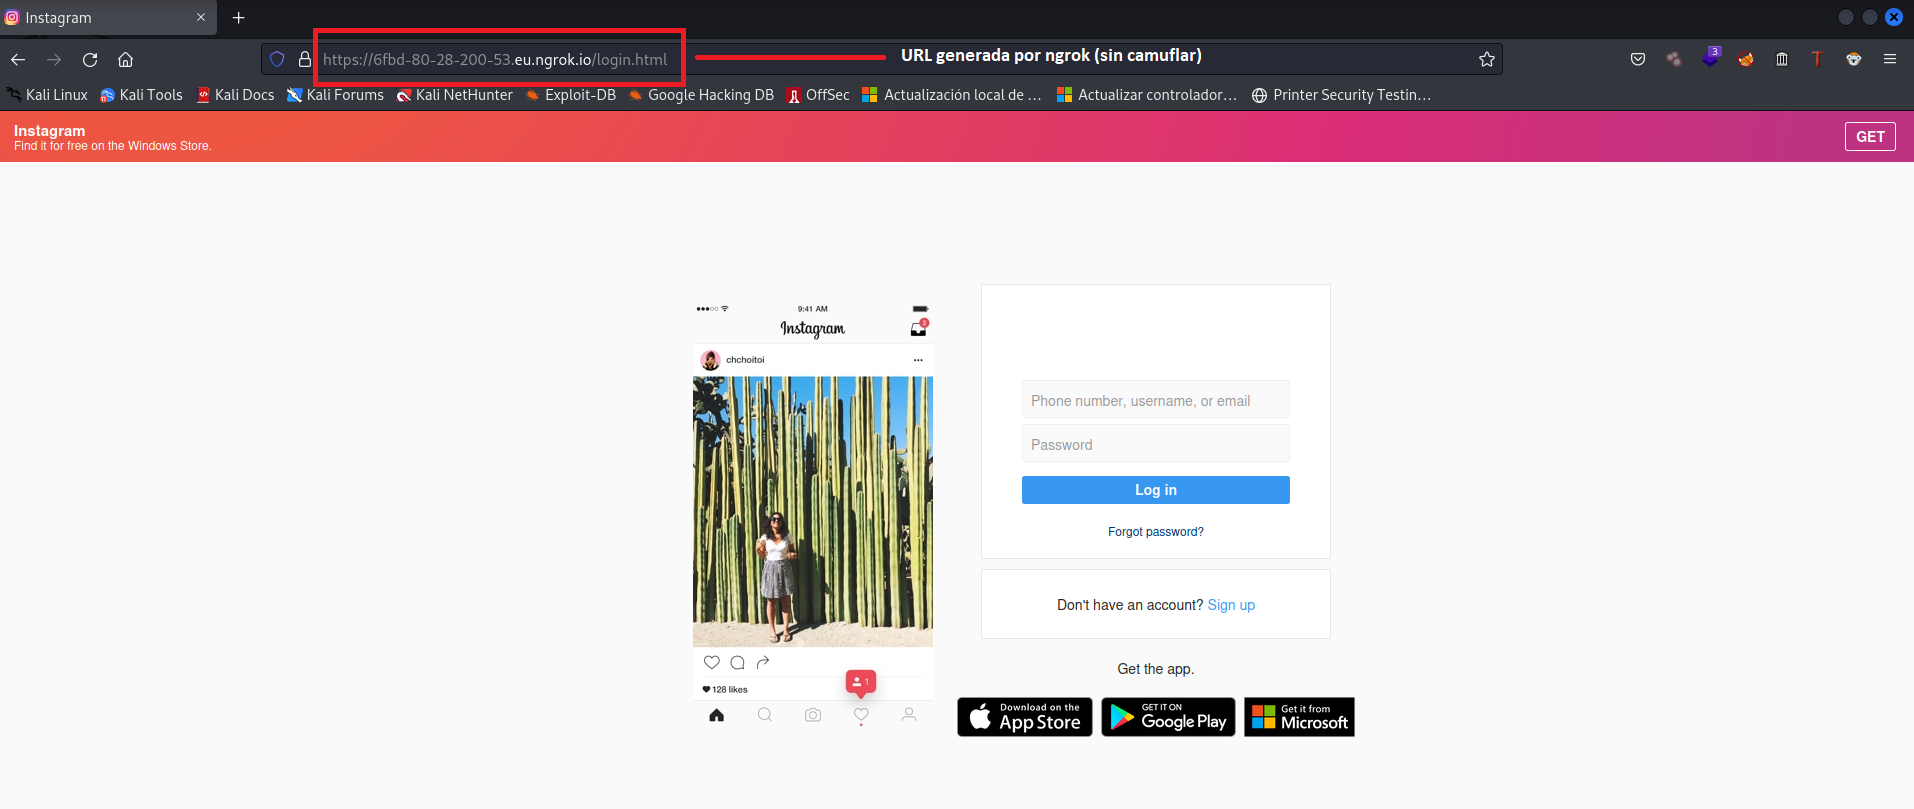 Instagram
https://6fbd-80-28-200-53.eu.ngrok.io/login.html
URL generada por ngrok (sin camuflar)
3
Kali Linux Kali Tools Kali Docs Kali Forums Kali NetHunter Exploit-DB Google Hacking DB OffSec Actualización local de ... Actualizar controlador... Printer Security Testin...
Instagram
Find it for free on the Windows Store.
GET
9:41 AM
Instagram
2
chchoitoi
128 likes
1
Phone number, username, or email
Password
Log in
Forgot password?
Don't have an account? Sign up
Get the app.
Download on the
App Store
GET IT ON
Google Play
Get it from
Microsoft